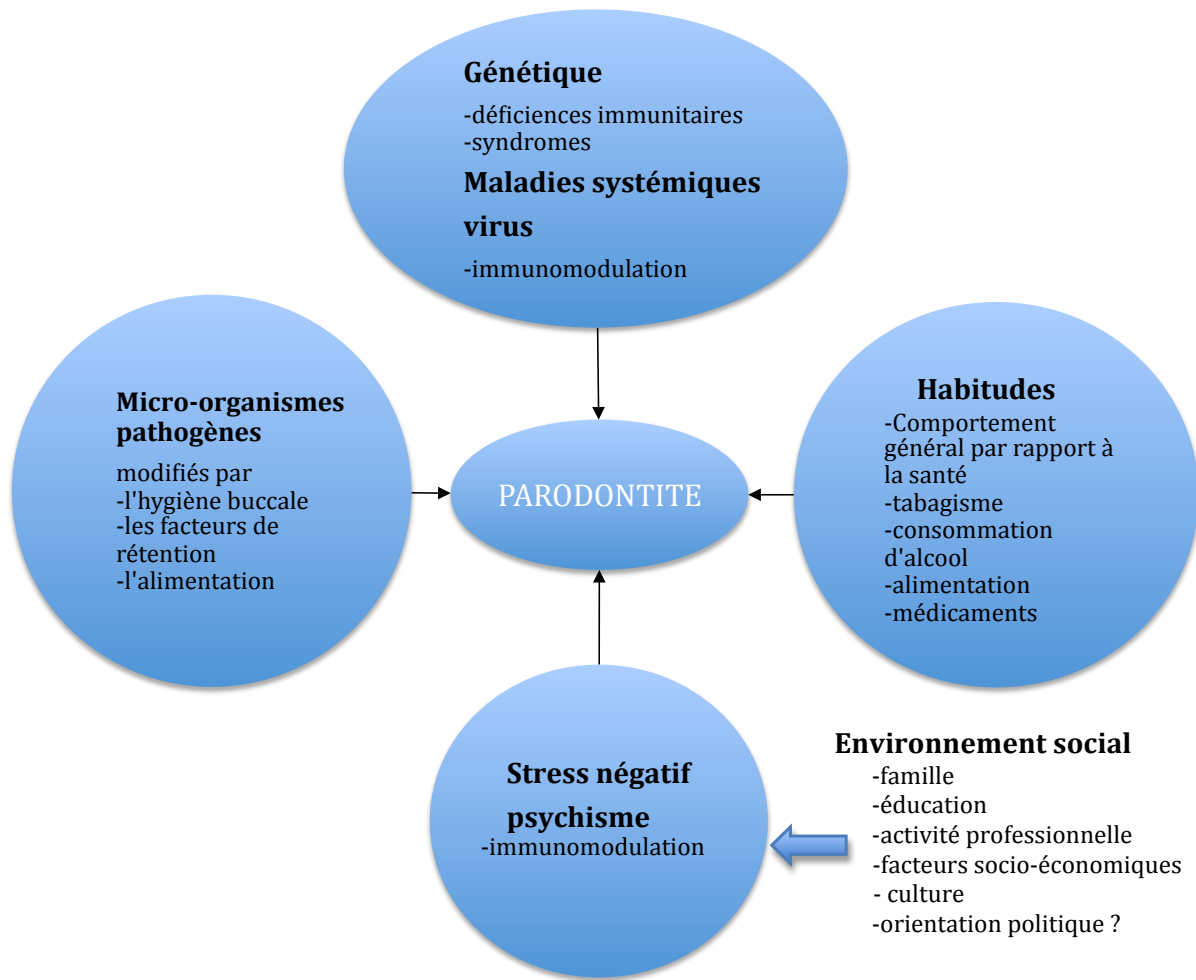 Génétique
-déficiences immunitaires
-syndromes
Maladies systémiques
virus
-immunomodulation
Micro-organismes
pathogènes
modifiés par
-l'hygiène buccale
-les facteurs de
rétention
-l'alimentation
PARODONTITE
Habitudes
-Comportement
général par rapport à
la santé
-tabagisme
-consommation
d'alcool
-alimentation
-médicaments
Stress négatif
psychisme
-immunomodulation
Environnement social
-famille
-éducation
-activité professionnelle
-facteurs socio-économiques
- culture
-orientation politique ?